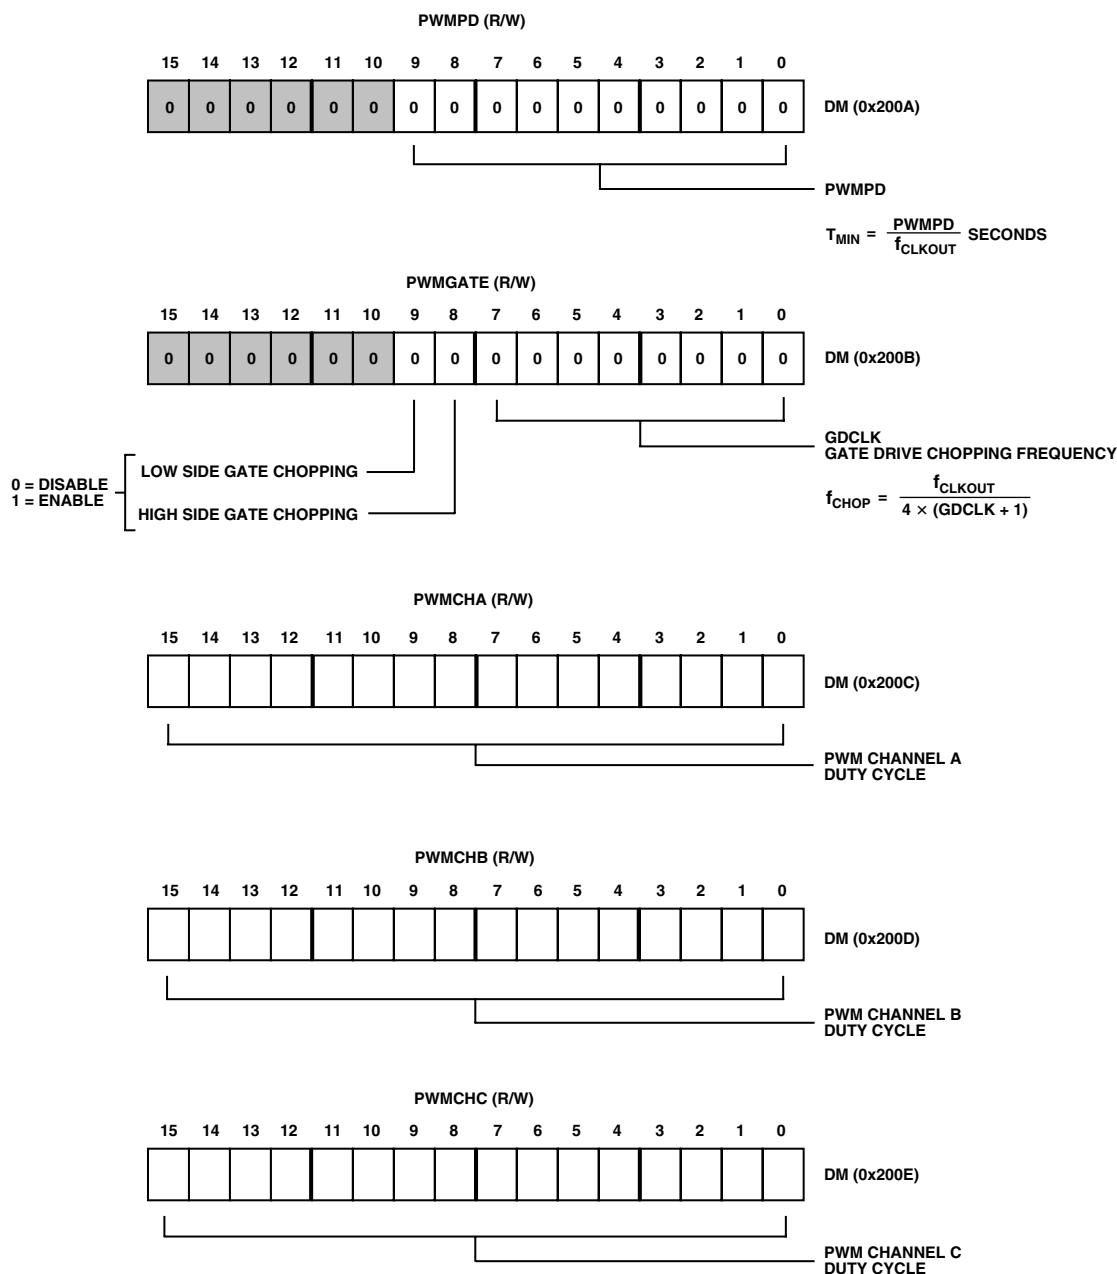 PWMPD (R/W)
15 14 13 12 11 10 9 8 7 6 5 4 3 2 1 0
0 0 0 0 0 0 0 0 0 0 0 0 0 0 0 0 DM (0x200A)
PWMPD
T_MIN = PWMPD / f_CLKOUT SECONDS
PWMGATE (R/W)
15 14 13 12 11 10 9 8 7 6 5 4 3 2 1 0
0 0 0 0 0 0 0 0 0 0 0 0 0 0 0 0 DM (0x200B)
GDCLK
GATE DRIVE CHOPPING FREQUENCY
f_CHOP = f_CLKOUT / 4 × (GDCLK + 1)
0 = DISABLE
1 = ENABLE
LOW SIDE GATE CHOPPING
HIGH SIDE GATE CHOPPING
PWMCHA (R/W)
15 14 13 12 11 10 9 8 7 6 5 4 3 2 1 0
DM (0x200C)
PWM CHANNEL A
DUTY CYCLE
PWMCHB (R/W)
15 14 13 12 11 10 9 8 7 6 5 4 3 2 1 0
DM (0x200D)
PWM CHANNEL B
DUTY CYCLE
PWMCHC (R/W)
15 14 13 12 11 10 9 8 7 6 5 4 3 2 1 0
DM (0x200E)
PWM CHANNEL C
DUTY CYCLE